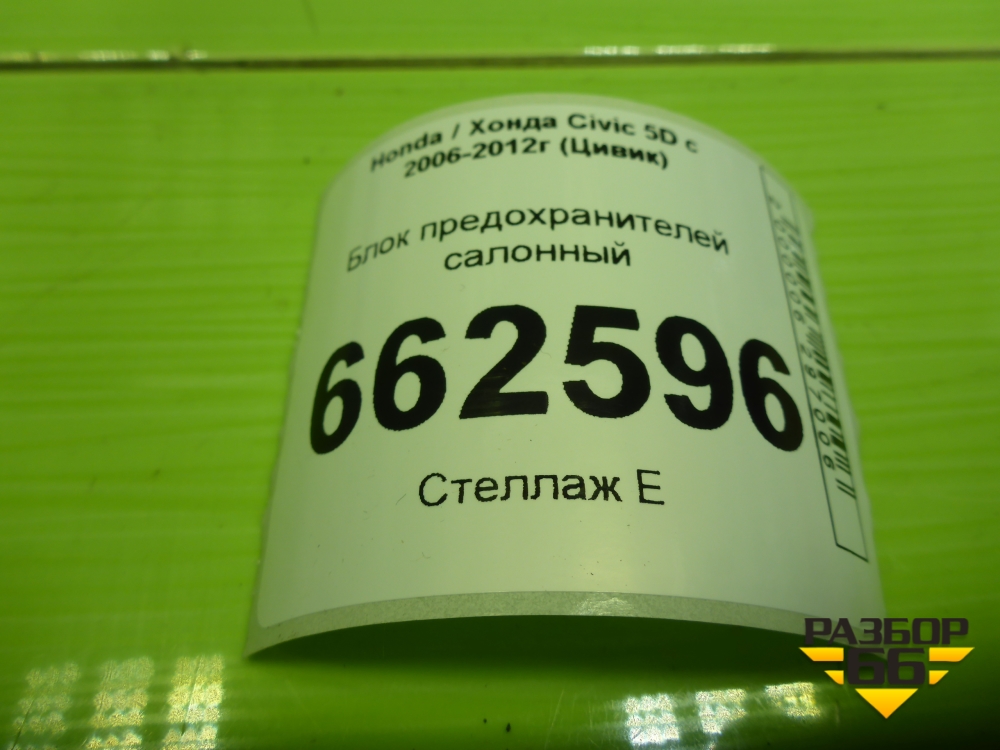 Honda / Хонда Civic 5D с
2006-2012г (Цивик)
Блок предохранителей
салонный
662596
Стеллаж Е
РАЗБОР
66